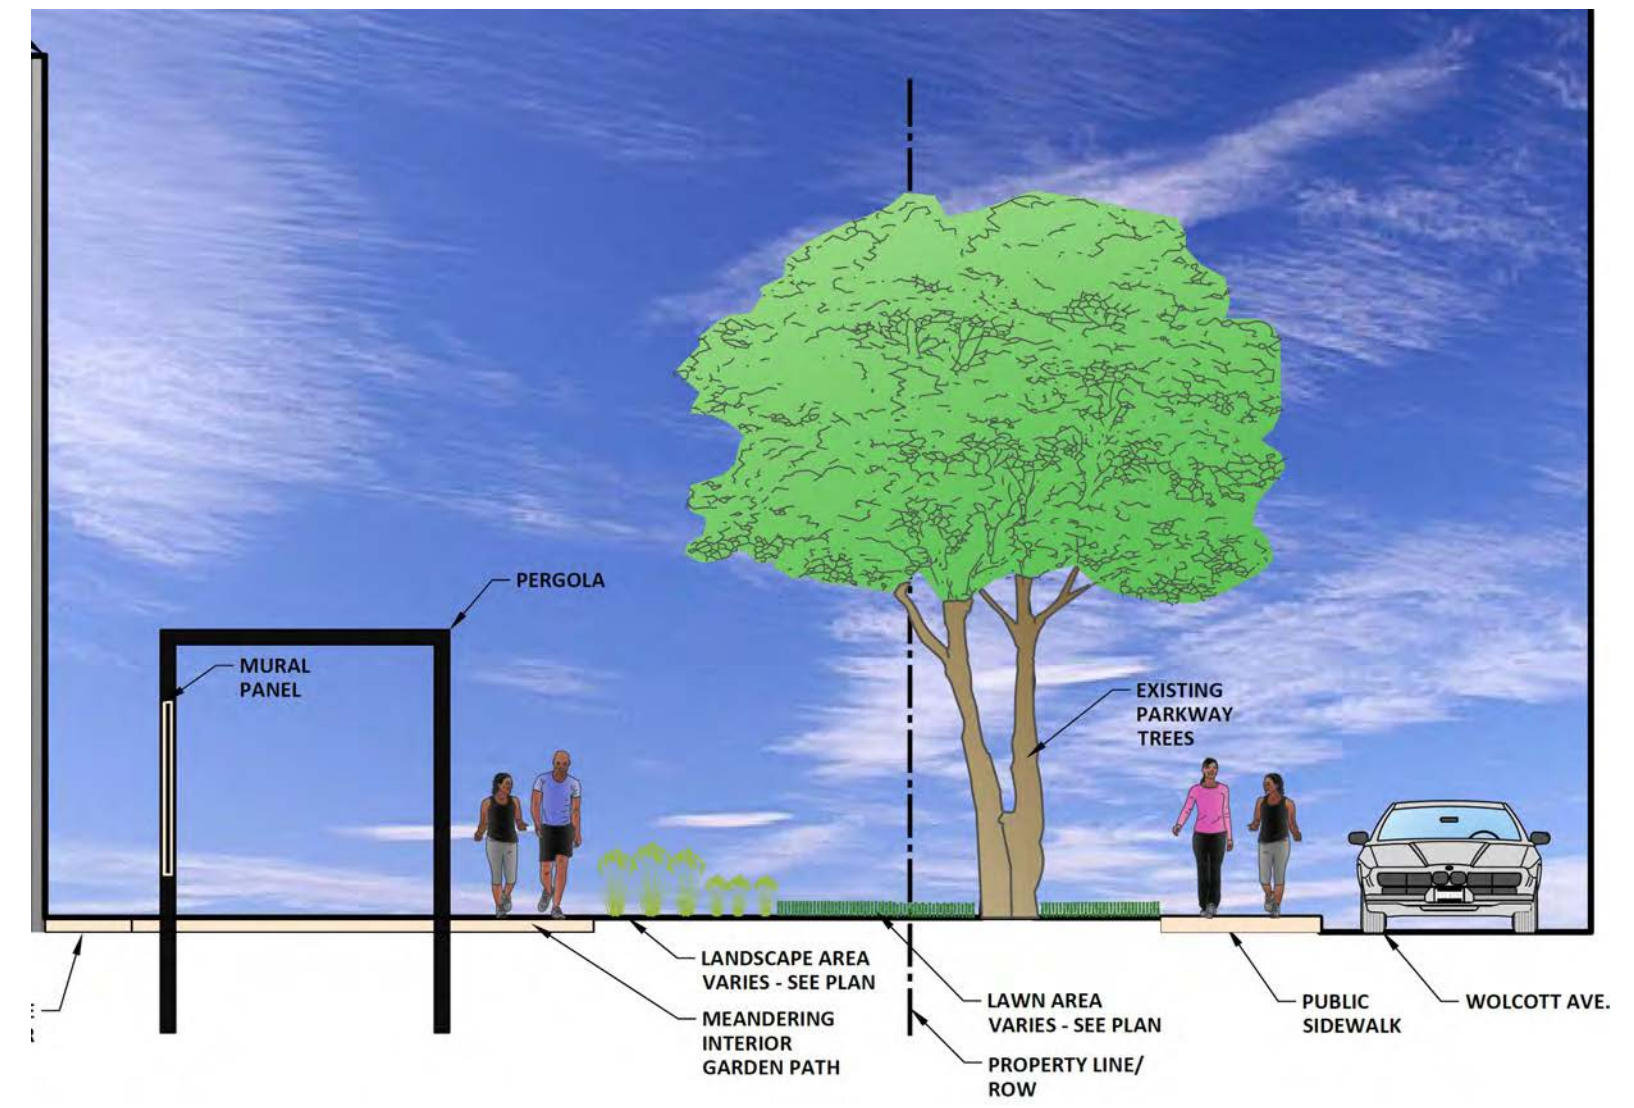 PERGOLA
MURAL
PANEL
EXISTING
PARKWAY
TREES
LANDSCAPE AREA
VARIES - SEE PLAN
MEANDERING
INTERIOR
GARDEN PATH
LAWN AREA
VARIES - SEE PLAN
PROPERTY LINE/
ROW
PUBLIC
SIDEWALK
WOLCOTT AVE.